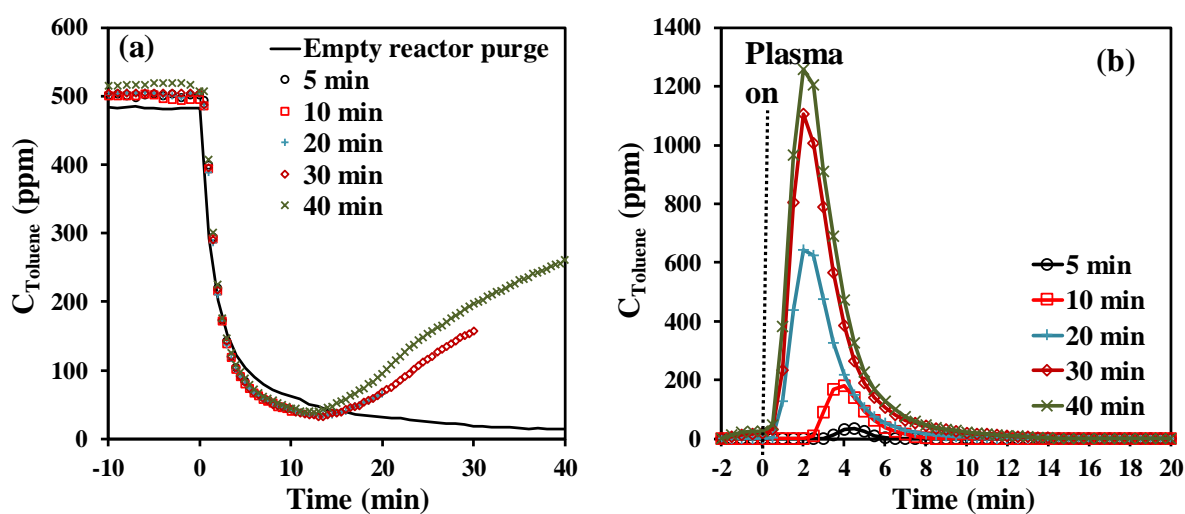 (a)
Empty reactor purge
5 min
10 min
20 min
30 min
40 min
C_Toluene (ppm)
600
500
400
300
200
100
0
-10
0
10
20
30
40
Time (min)
(b)
Plasma
on
5 min
10 min
20 min
30 min
40 min
C_Toluene (ppm)
1400
1200
1000
800
600
400
200
0
-2
0
2
4
6
8
10
12
14
16
18
20
Time (min)